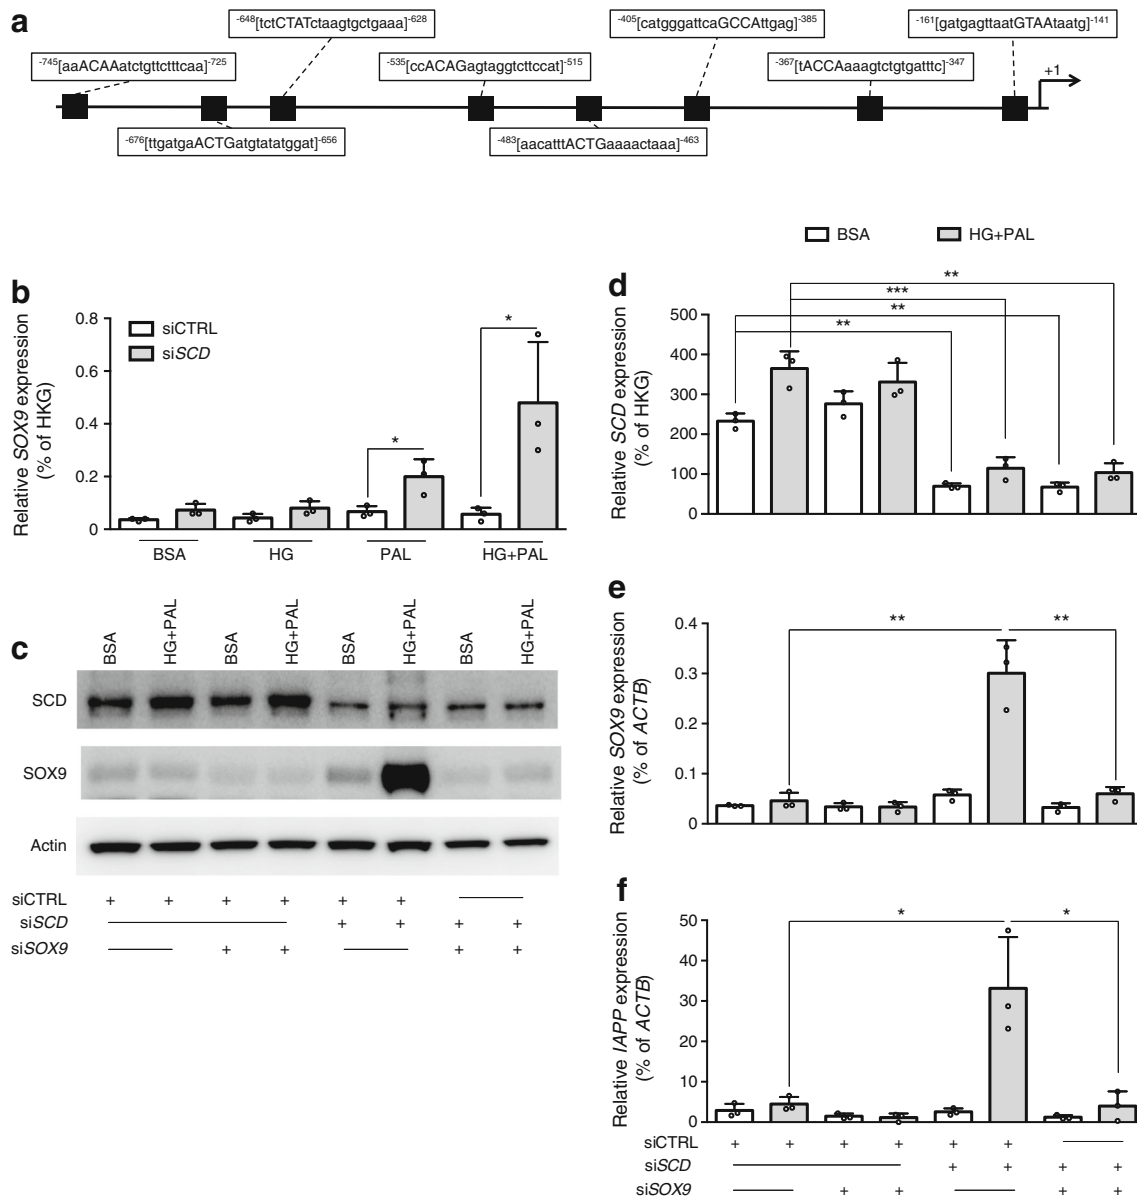 a
-648[tctCTATctaagtgctgaaa]-628
-405[catgggattcaGCCAttgag]-385
-161[gatgagttaatGTAAtaatg]-141
-745[aaACAAatctgttctttcaa]-725
-535[ccACAGagtaggtcttccat]-515
-367[tACCAaaagtctgtgatttc]-347
+1
-676[ttgatgaACTGatgtatatggat]-656
-483[aacatttACTGaaaactaaa]-463
BSA HG+PAL
b
Relative SOX9 expression
(% of HKG)
0.8
0.6
0.4
0.2
0
siCTRL
siSCD
*
*
BSA HG PAL HG+PAL
c
BSA HG+PAL BSA HG+PAL BSA HG+PAL BSA HG+PAL
SCD
SOX9
Actin
siCTRL + + + + + +
siSCD + + + +
siSOX9 + + + +
d
Relative SCD expression
(% of HKG)
500
400
300
200
100
0
**
***
**
**
e
Relative SOX9 expression
(% of ACTB)
0.4
0.3
0.2
0.1
0
** **
f
Relative IAPP expression
(% of ACTB)
50
40
30
20
10
0
* *
siCTRL + + + + + +
siSCD + + + +
siSOX9 + + + +